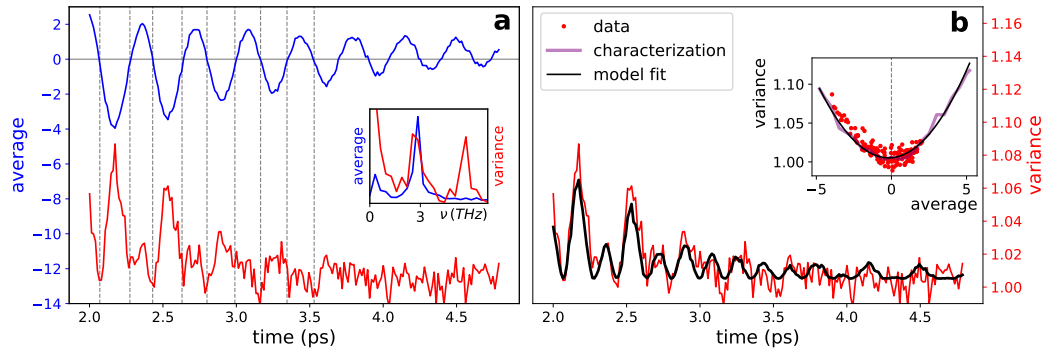 a
2
0
−2
−4
−6
−8
−10
−12
−14
average
average
variance
0
3
ν (THz)
2.0
2.5
3.0
3.5
4.0
4.5
time (ps)
b
data
characterization
model fit
1.16
1.14
1.12
1.10
1.08
1.06
1.04
1.02
1.00
variance
variance
1.10
1.05
1.00
−5
0
5
average
2.0
2.5
3.0
3.5
4.0
4.5
time (ps)